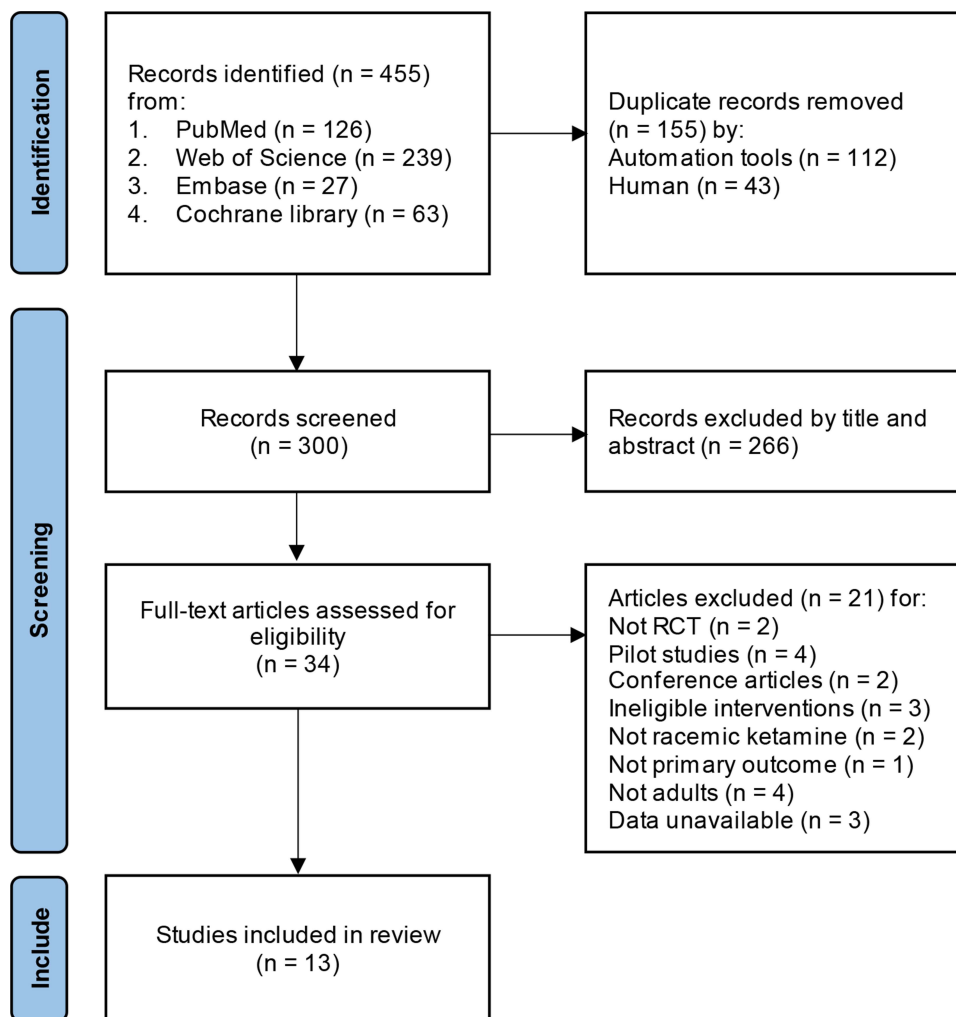 Identification
Records identified (n = 455)
from:
1. PubMed (n = 126)
2. Web of Science (n = 239)
3. Embase (n = 27)
4. Cochrane library (n = 63)
Duplicate records removed
(n = 155) by:
Automation tools (n = 112)
Human (n = 43)
Screening
Records screened
(n = 300)
Records excluded by title and
abstract (n = 266)
Full-text articles assessed for
eligibility
(n = 34)
Articles excluded (n = 21) for:
Not RCT (n = 2)
Pilot studies (n = 4)
Conference articles (n = 2)
Ineligible interventions (n = 3)
Not racemic ketamine (n = 2)
Not primary outcome (n = 1)
Not adults (n = 4)
Data unavailable (n = 3)
Include
Studies included in review
(n = 13)